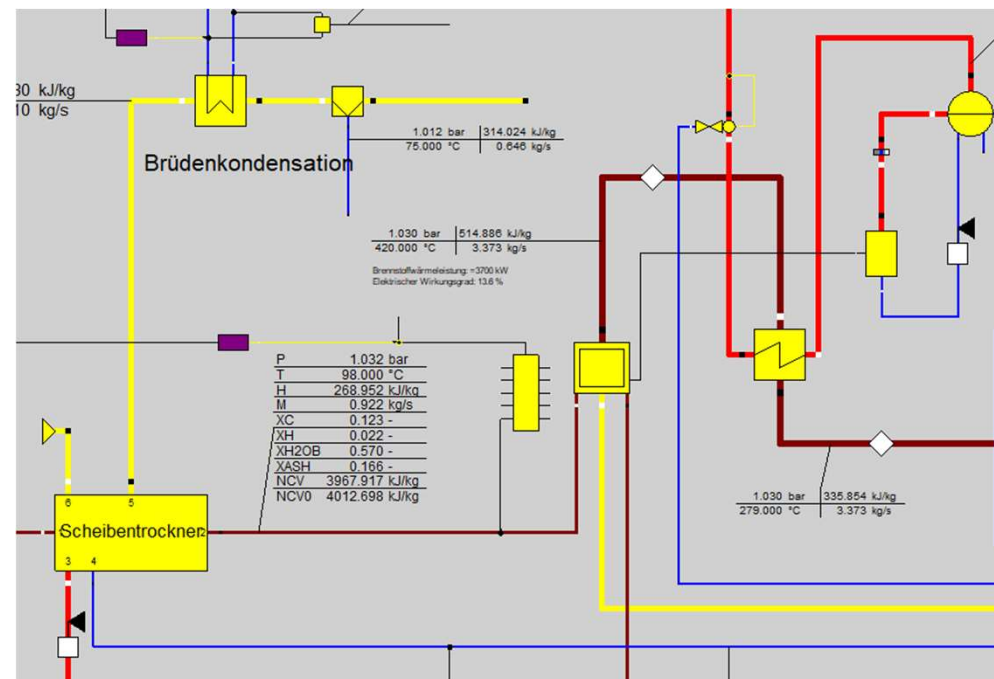 30 kJ/kg
10 kg/s
Brüdenkondensation
1.012 bar 314.024 kJ/kg
75.000 °C 0.646 kg/s
1.030 bar 514.886 kJ/kg
420.000 °C 3.373 kg/s
Brennstoffwärmeleistung: =3700 kW
Elektrischer Wirkungsgrad: 13.6 %
P 1.032 bar
T 98.000 °C
H 268.952 kJ/kg
M 0.922 kg/s
XC 0.123 -
XH 0.022 -
XH2OB 0.570 -
XASH 0.166 -
NCV 3967.917 kJ/kg
NCV0 4012.698 kJ/kg
1.030 bar 335.854 kJ/kg
279.000 °C 3.373 kg/s
6 5
Scheibentrockner 2
3 4